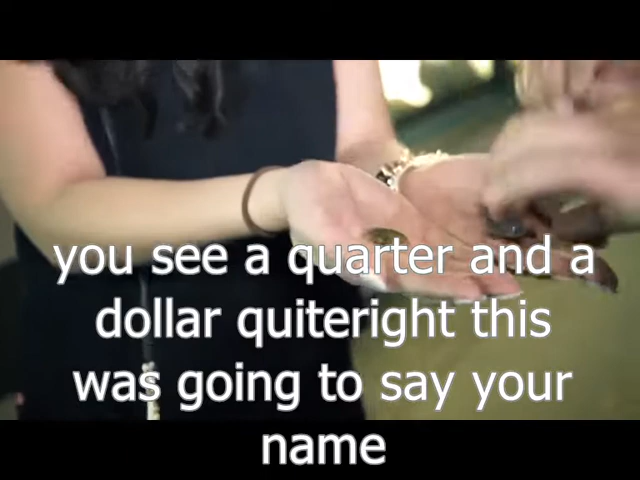 you see a quarter and a
dollar quiteright this
was going to say your
name